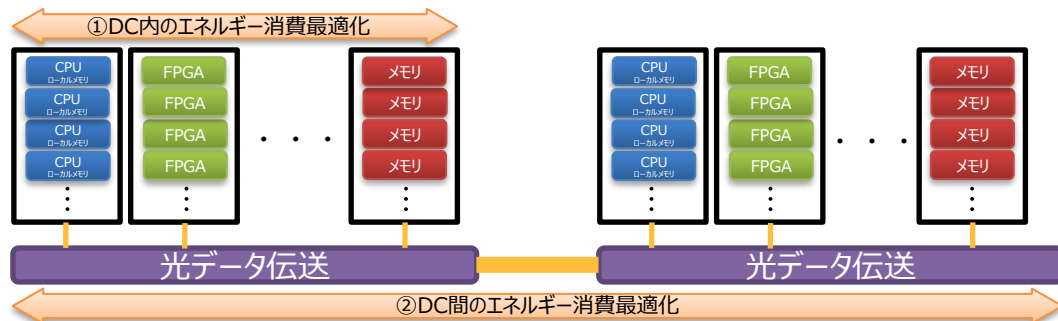 ①DC内のエネルギー消費最適化
CPU
ローカルメモリ
CPU
ローカルメモリ
CPU
ローカルメモリ
CPU
ローカルメモリ
FPGA
FPGA
FPGA
FPGA
メモリ
メモリ
メモリ
メモリ
CPU
ローカルメモリ
CPU
ローカルメモリ
CPU
ローカルメモリ
CPU
ローカルメモリ
FPGA
FPGA
FPGA
FPGA
メモリ
メモリ
メモリ
メモリ
光データ伝送
光データ伝送
②DC間のエネルギー消費最適化